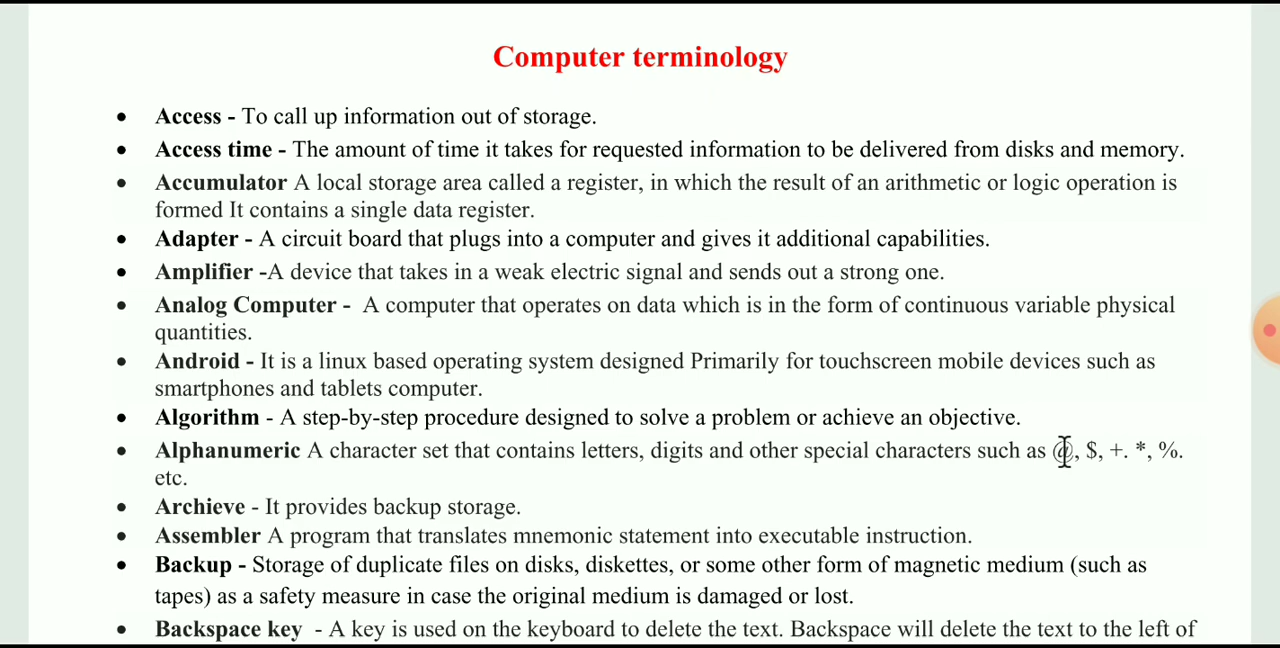 Computer terminology
• Access - To call up information out of storage.
• Access time - The amount of time it takes for requested information to be delivered from disks and memory.
• Accumulator A local storage area called a register, in which the result of an arithmetic or logic operation is
formed It contains a single data register.
• Adapter - A circuit board that plugs into a computer and gives it additional capabilities.
• Amplifier -A device that takes in a weak electric signal and sends out a strong one.
• Analog Computer - A computer that operates on data which is in the form of continuous variable physical
quantities.
• Android - It is a linux based operating system designed Primarily for touchscreen mobile devices such as
smartphones and tablets computer.
• Algorithm - A step-by-step procedure designed to solve a problem or achieve an objective.
• Alphanumeric A character set that contains letters, digits and other special characters such as @, $, +. *, %.
etc.
• Archieve - It provides backup storage.
• Assembler A program that translates mnemonic statement into executable instruction.
• Backup - Storage of duplicate files on disks, diskettes, or some other form of magnetic medium (such as
tapes) as a safety measure in case the original medium is damaged or lost.
• Backspace key - A key is used on the keyboard to delete the text. Backspace will delete the text to the left of